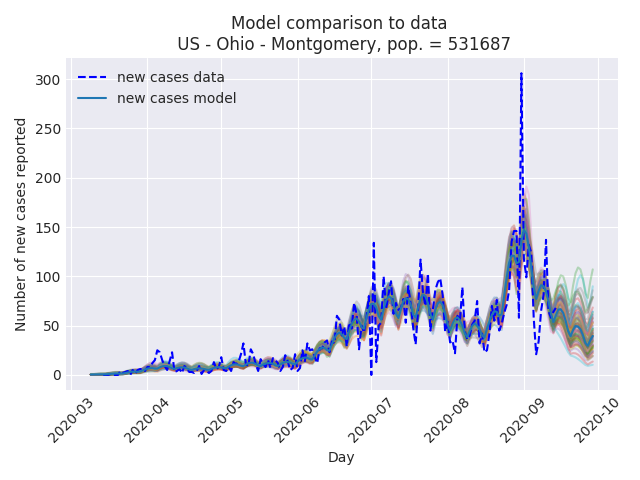 Model comparison to data
US - Ohio - Montgomery, pop. = 531687
new cases data
new cases model
Number of new cases reported
300
250
200
150
100
50
0
2020-03
2020-04
2020-05
2020-06
2020-07
2020-08
2020-09
2020-10
Day